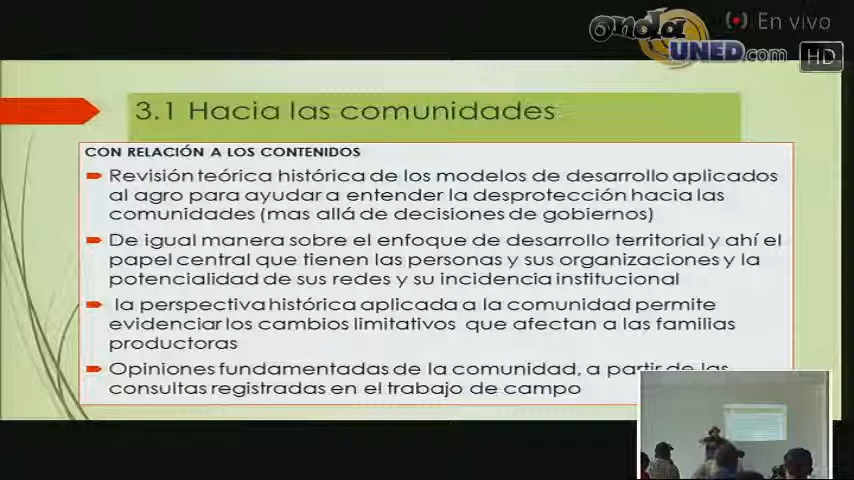 onda UNED.com
En vivo
HD
3.1 Hacia las comunidades
CON RELACIÓN A LOS CONTENIDOS
Revisión teórica histórica de los modelos de desarrollo aplicados
al agro para ayudar a entender la desprotección hacia las
comunidades (mas allá de decisiones de gobiernos)
De igual manera sobre el enfoque de desarrollo territorial y ahí el
papel central que tienen las personas y sus organizaciones y la
potencialidad de sus redes y su incidencia institucional
la perspectiva histórica aplicada a la comunidad permite
evidenciar los cambios limitativos que afectan a las familias
productoras
Opiniones fundamentadas de la comunidad, a partir de las
consultas registradas en el trabajo de campo